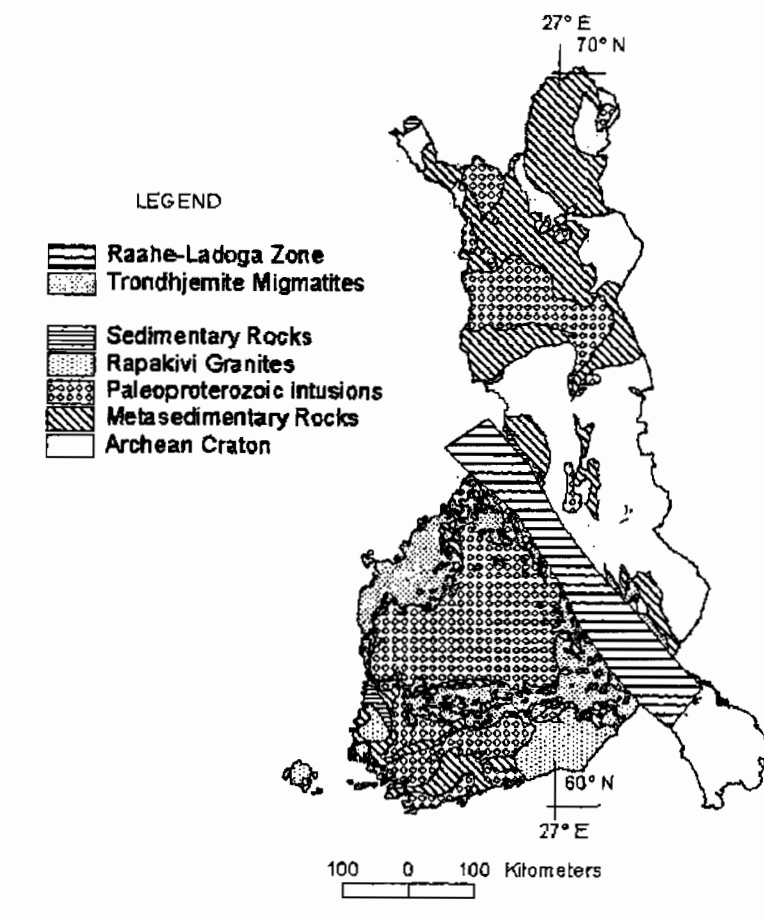 27° E
70° N
LEGEND
Raahe-Ladoga Zone
Trondhjemite Migmatites
Sedimentary Rocks
Rapakivi Granites
Paleoproterozoic Intusions
Metasedimentary Rocks
Archean Craton
60° N
27° E
100 0 100 Kilometers